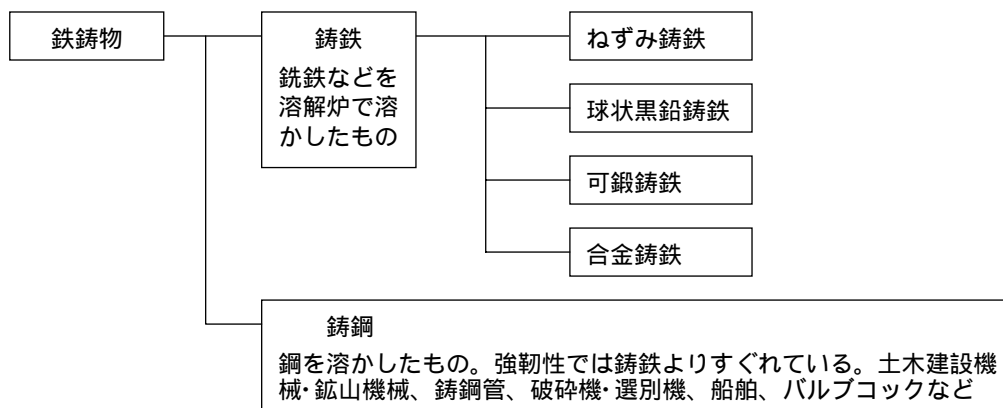 鉄鋳物
鋳鉄
銑鉄などを
溶解炉で溶
かしたもの
ねずみ鋳鉄
球状黒鉛鋳鉄
可鍛鋳鉄
合金鋳鉄
鋳鋼
鋼を溶かしたもの。強靭性では鋳鉄よりすぐれている。土木建設機
械・鉱山機械、鋳鋼管、破砕機・選別機、船舶、バルブコックなど